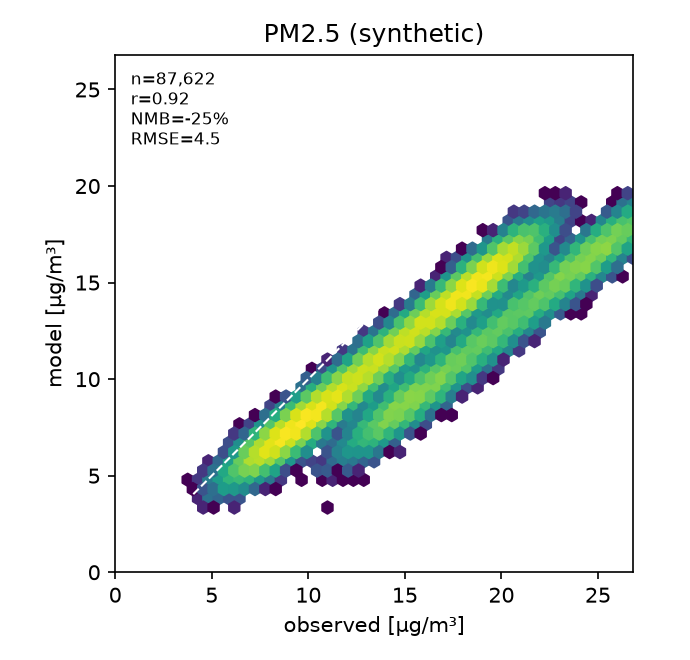 PM2.5 (synthetic)
n=87,622
r=0.92
NMB=-25%
RMSE=4.5
25
20
15
10
5
0
model [µg/m³]
0 5 10 15 20 25
observed [µg/m³]